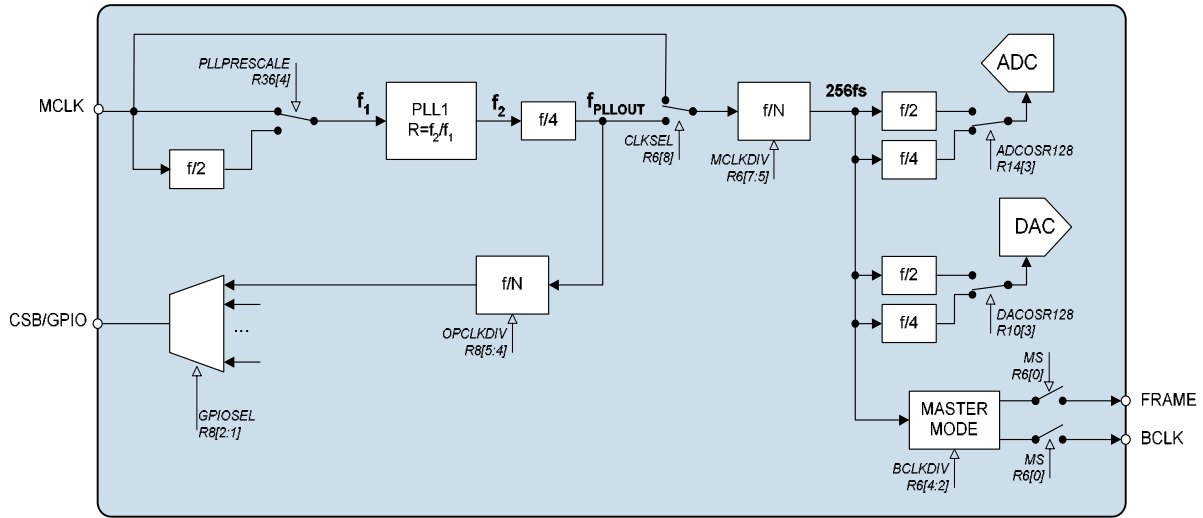 PLLPRESCALE
R36[4]
MCLK
f/2
f1
PLL1
R=f2/f1
f2
f/4
fPLLOUT
CLKSEL
R6[8]
f/N
MCLKDIV
R6[7:5]
256fs
f/2
f/4
ADC
ADCOSR128
R14[3]
DAC
f/2
f/4
DACOSR128
R10[3]
f/N
OPCLKDIV
R8[5:4]
CSB/GPIO
...
GPIOSEL
R8[2:1]
MASTER
MODE
BCLKDIV
R6[4:2]
MS
R6[0]
FRAME
BCLK
MS
R6[0]